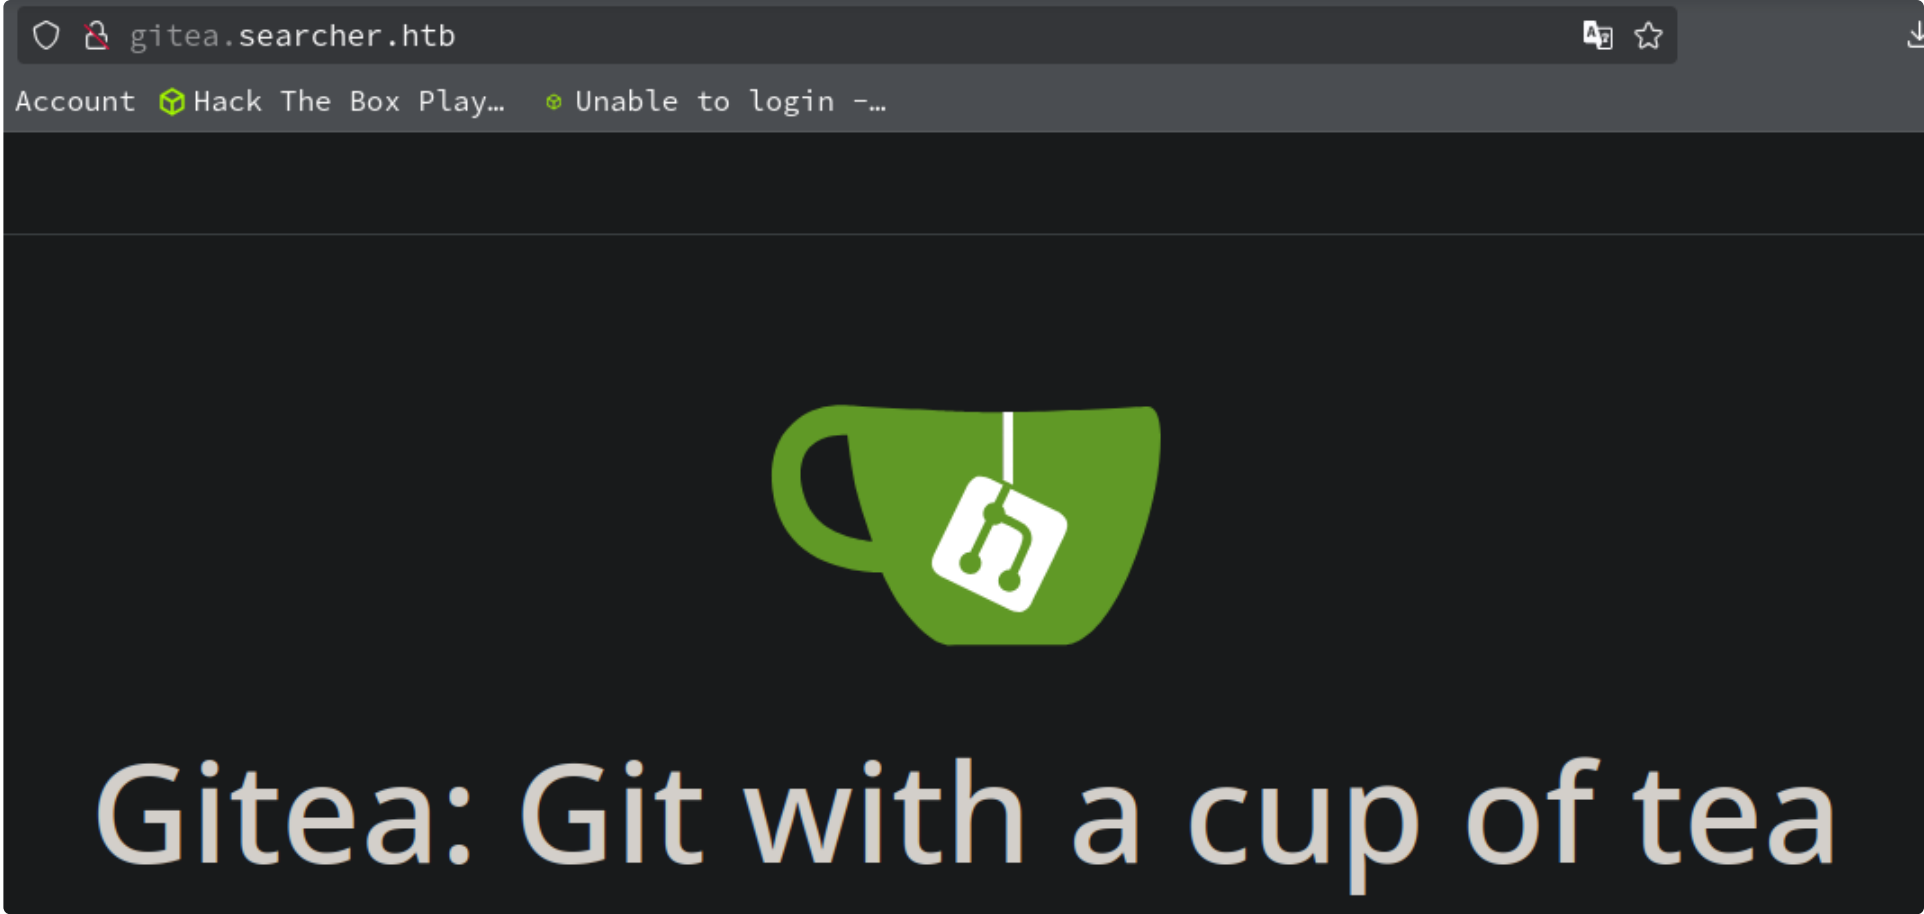 gitea.searcher.htb
Account Hack The Box Play… Unable to login -…
Gitea: Git with a cup of tea